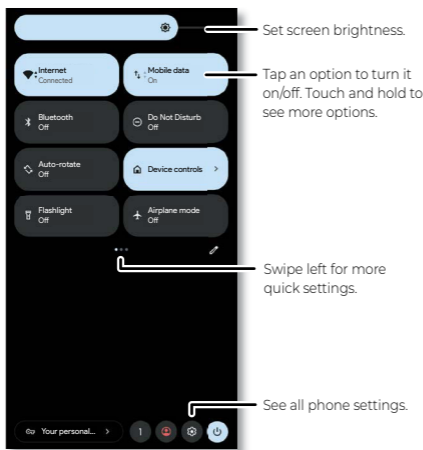 Set screen brightness.
Internet
Connected
Mobile data
On
Tap an option to turn it
on/off. Touch and hold to
see more options.
Bluetooth
Off
Do Not Disturb
Off
Auto-rotate
Off
Device controls
Flashlight
Off
Airplane mode
Off
Swipe left for more
quick settings.
See all phone settings.
Your personal...
1